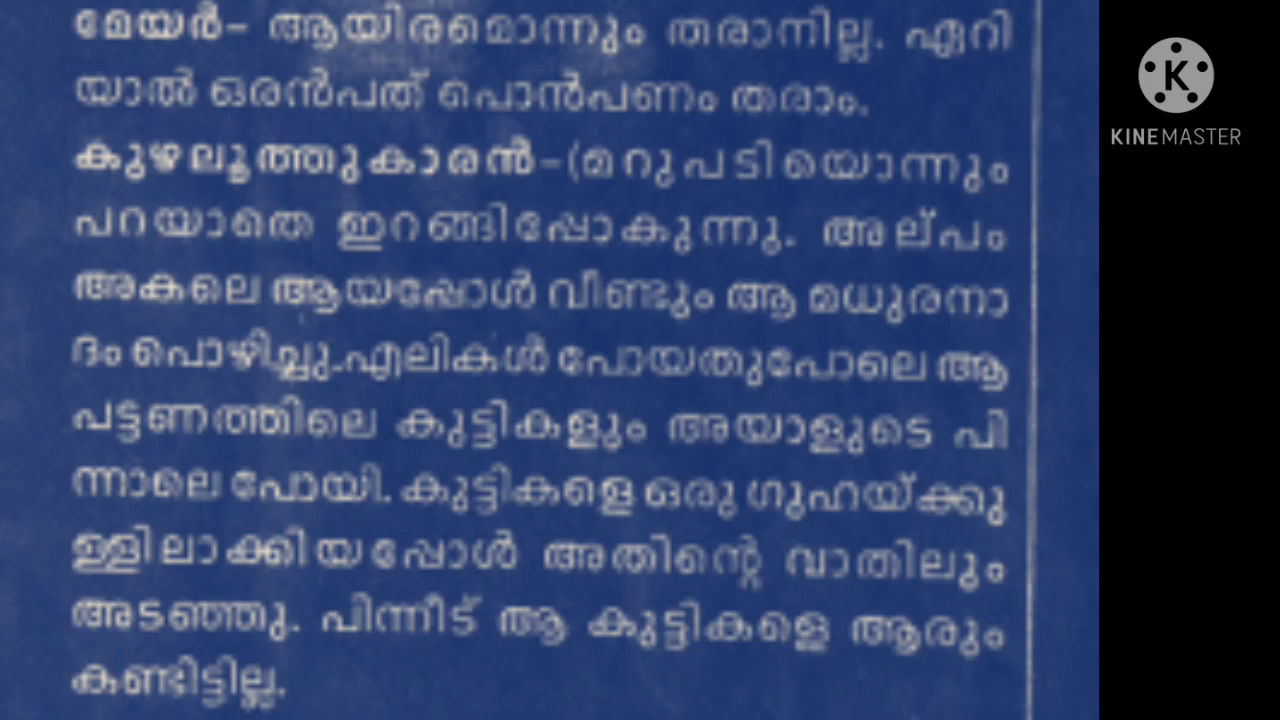 മേയർ– ആയിരമൊന്നും തരാനില്ല. ഏറി
യാൽ ഒരൻപത് പൊൻപണം തരാം.
കുഴലൂത്തുകാരൻ–(മറുപടിയൊന്നും
പറയാതെ ഇറങ്ങിപ്പോകുന്നു. അല്പം
അകലെ ആയപ്പോൾ വീണ്ടും ആ മധുരനാ
ദം പൊഴിച്ചു.എലികൾ പോയതുപോലെ ആ
പട്ടണത്തിലെ കുട്ടികളും അയാളുടെ പി
ന്നാലെ പോയി. കുട്ടികളെ ഒരു ഗുഹയ്ക്കു
ള്ളിലാക്കിയപ്പോൾ അതിന്റെ വാതിലും
അടഞ്ഞു. പിന്നീട് ആ കുട്ടികളെ ആരും
കണ്ടിട്ടില്ല.
K
KINEMASTER